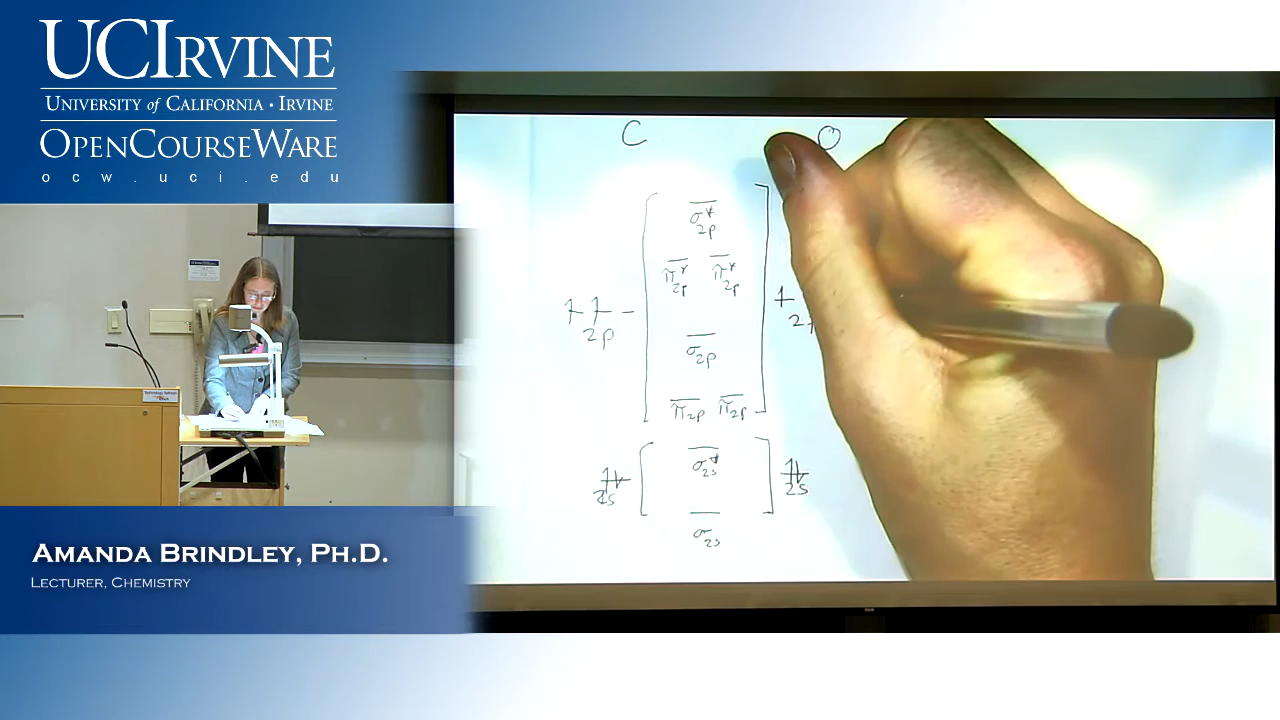 UCIRVINE
UNIVERSITY of CALIFORNIA · IRVINE
OPENCOURSEWARE
ocw.uci.edu
C O
σ*2p
π*2p π*2p
2p 2p
σ2p
π2p π2p
2s σ*2s 2s
σ2s
AMANDA BRINDLEY, PH.D.
LECTURER, CHEMISTRY